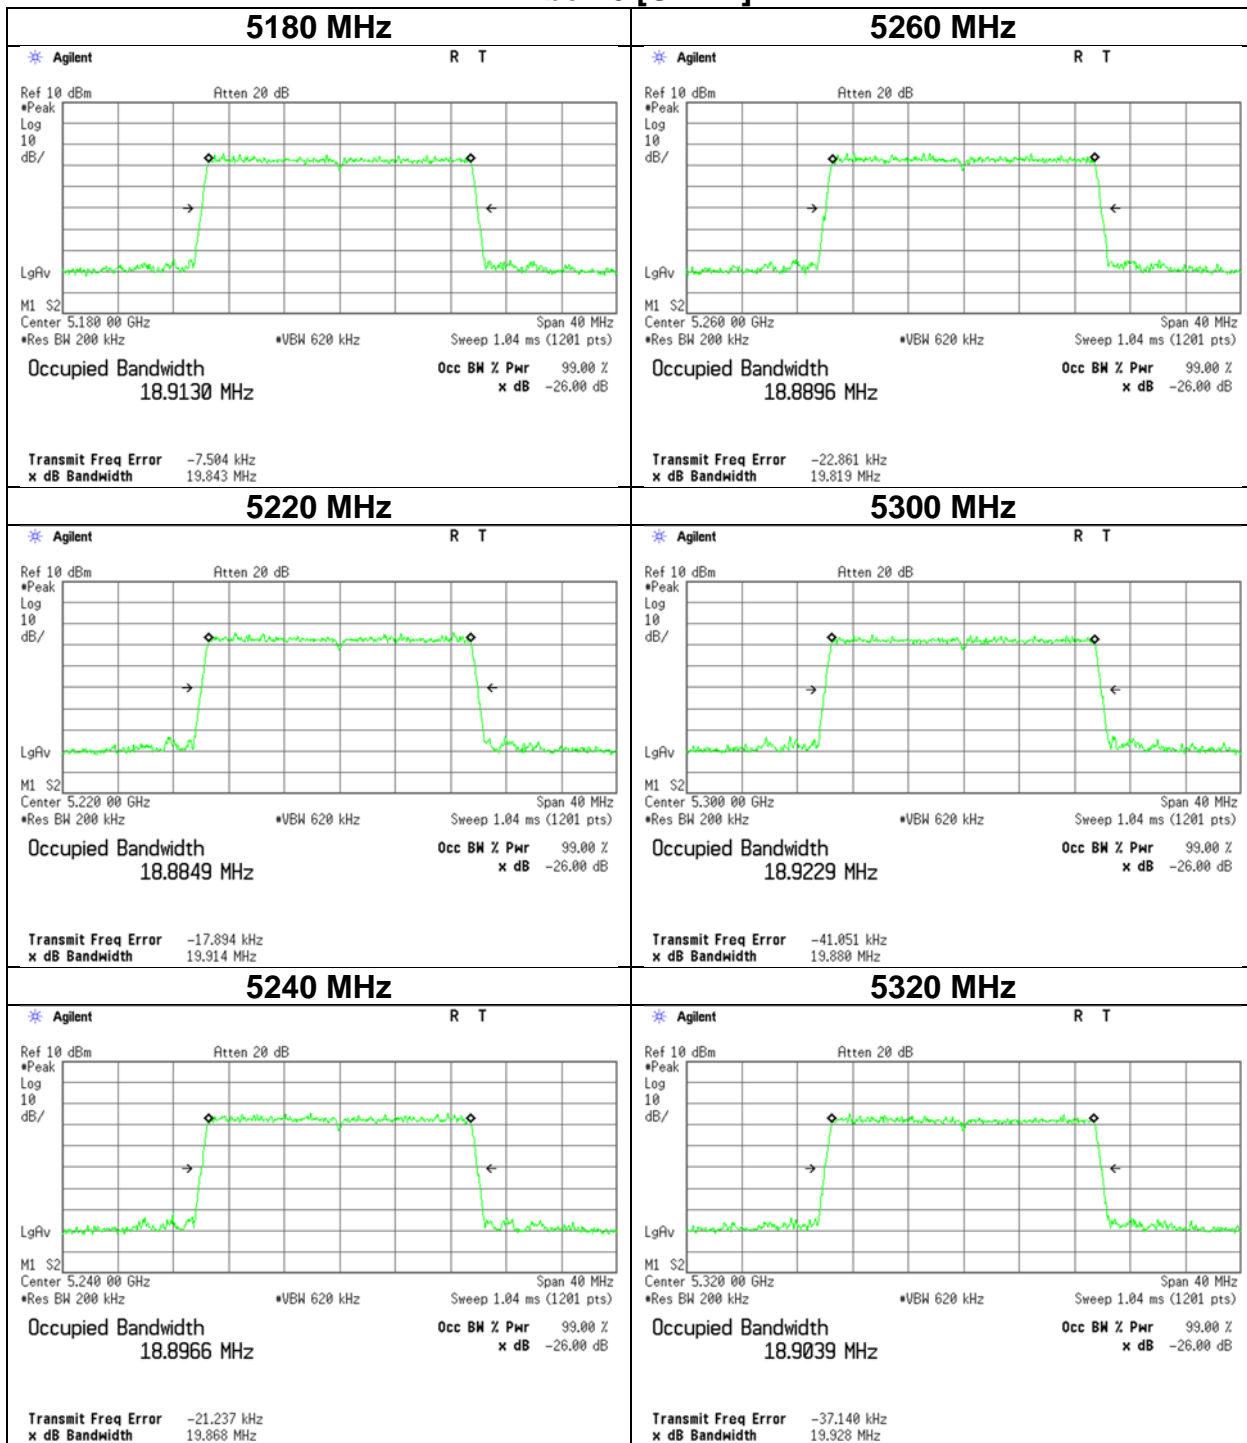 5180 MHz
Agilent R T
Ref 10 dBm Atten 20 dB
#Peak
Log
10
dB/
LgAv
M1 S2
Center 5.180 00 GHz Span 40 MHz
#Res BW 200 kHz #VBW 620 kHz Sweep 1.04 ms (1201 pts)
Occupied Bandwidth Occ BW % Pwr 99.00 %
18.9130 MHz x dB -26.00 dB
Transmit Freq Error -7.504 kHz
x dB Bandwidth 19.843 MHz
5260 MHz
Agilent R T
Ref 10 dBm Atten 20 dB
#Peak
Log
10
dB/
LgAv
M1 S2
Center 5.260 00 GHz Span 40 MHz
#Res BW 200 kHz #VBW 620 kHz Sweep 1.04 ms (1201 pts)
Occupied Bandwidth Occ BW % Pwr 99.00 %
18.8896 MHz x dB -26.00 dB
Transmit Freq Error -22.861 kHz
x dB Bandwidth 19.819 MHz
5220 MHz
Agilent R T
Ref 10 dBm Atten 20 dB
#Peak
Log
10
dB/
LgAv
M1 S2
Center 5.220 00 GHz Span 40 MHz
#Res BW 200 kHz #VBW 620 kHz Sweep 1.04 ms (1201 pts)
Occupied Bandwidth Occ BW % Pwr 99.00 %
18.8849 MHz x dB -26.00 dB
Transmit Freq Error -17.894 kHz
x dB Bandwidth 19.914 MHz
5300 MHz
Agilent R T
Ref 10 dBm Atten 20 dB
#Peak
Log
10
dB/
LgAv
M1 S2
Center 5.300 00 GHz Span 40 MHz
#Res BW 200 kHz #VBW 620 kHz Sweep 1.04 ms (1201 pts)
Occupied Bandwidth Occ BW % Pwr 99.00 %
18.9229 MHz x dB -26.00 dB
Transmit Freq Error -41.051 kHz
x dB Bandwidth 19.880 MHz
5240 MHz
Agilent R T
Ref 10 dBm Atten 20 dB
#Peak
Log
10
dB/
LgAv
M1 S2
Center 5.240 00 GHz Span 40 MHz
#Res BW 200 kHz #VBW 620 kHz Sweep 1.04 ms (1201 pts)
Occupied Bandwidth Occ BW % Pwr 99.00 %
18.8966 MHz x dB -26.00 dB
Transmit Freq Error -21.237 kHz
x dB Bandwidth 19.868 MHz
5320 MHz
Agilent R T
Ref 10 dBm Atten 20 dB
#Peak
Log
10
dB/
LgAv
M1 S2
Center 5.320 00 GHz Span 40 MHz
#Res BW 200 kHz #VBW 620 kHz Sweep 1.04 ms (1201 pts)
Occupied Bandwidth Occ BW % Pwr 99.00 %
18.9039 MHz x dB -26.00 dB
Transmit Freq Error -37.140 kHz
x dB Bandwidth 19.928 MHz